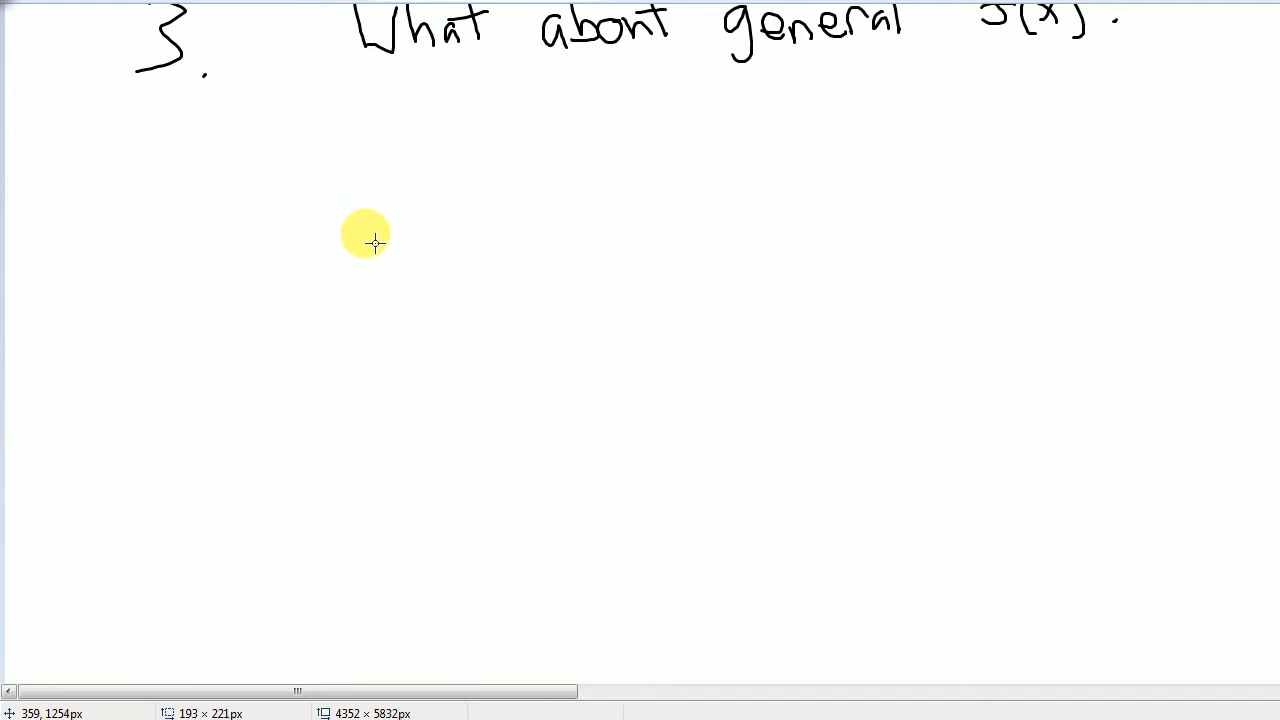 3. What about general f(x).
359, 1254px 193 × 221px 4352 × 5832px